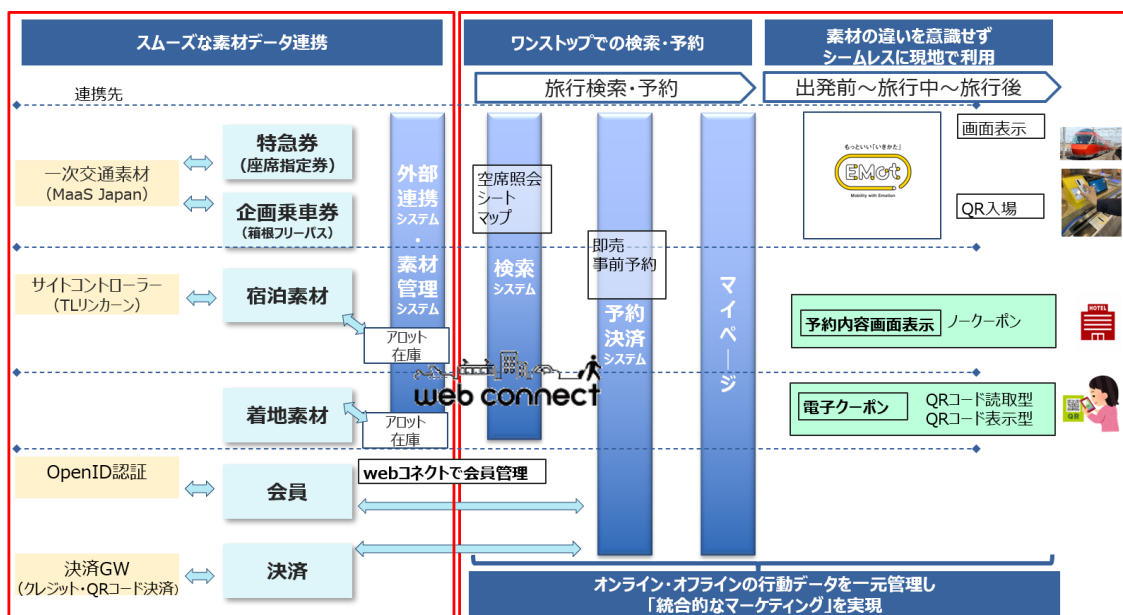 スムーズな素材データ連携
ワンストップでの検索・予約
素材の違いを意識せず
シームレスに現地で利用
旅行検索・予約
出発前～旅行中～旅行後
連携先
一次交通素材
(MaaS Japan)
特急券
(座席指定券)
企画乗車券
(箱根フリーパス)
サイトコントローラー
(TLリンカーン)
宿泊素材
アロット
在庫
着地素材
アロット
在庫
OpenID認証
会員
webコネクトで会員管理
決済GW
(クレジット・QRコード決済)
決済
外部
連携
システム
・
素材
管理
システム
空席照会
シート
マップ
検索
システム
即売
事前予約
予約
決済
システム
マイページ
web connect
もっといい「いきかた」
EMot
Mobility with Emotion
画面表示
QR入場
予約内容画面表示
ノークーポン
HOTEL
電子クーポン
QRコード読取型
QRコード表示型
QR
オンライン・オフラインの行動データを一元管理し
「統合的なマーケティング」を実現